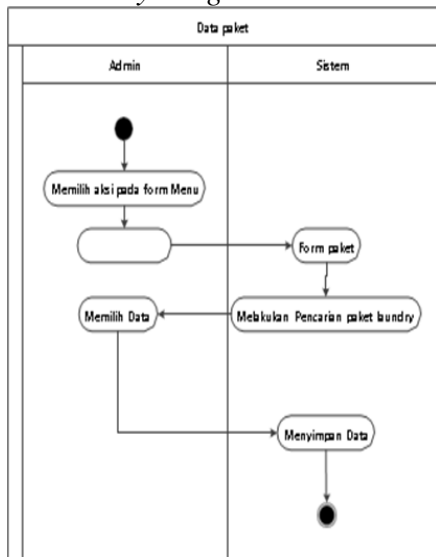 Data paket
Admin
Sistem
Memilih aksi pada form Menu
Form paket
Memilih Data
Melakukan Pencarian paket laundry
Menyimpan Data